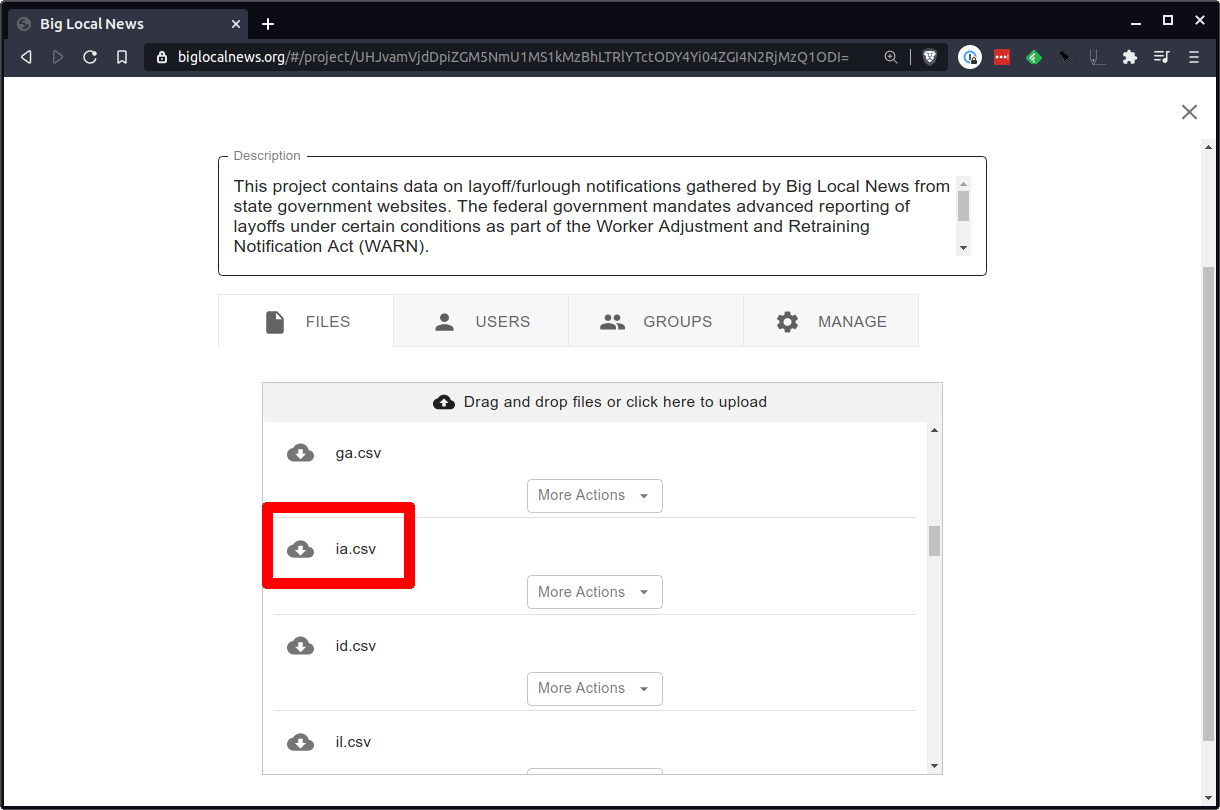 Big Local News
biglocalnews.org/#/project/UHJvamVjdDpiZGM5NmU1MS1kMzBhLTRlYTctODY4Yi04ZGI4N2RjMzQ1ODI=
Description
This project contains data on layoff/furlough notifications gathered by Big Local News from
state government websites. The federal government mandates advanced reporting of
layoffs under certain conditions as part of the Worker Adjustment and Retraining
Notification Act (WARN).
FILES USERS GROUPS MANAGE
Drag and drop files or click here to upload
ga.csv
More Actions
ia.csv
More Actions
id.csv
More Actions
il.csv